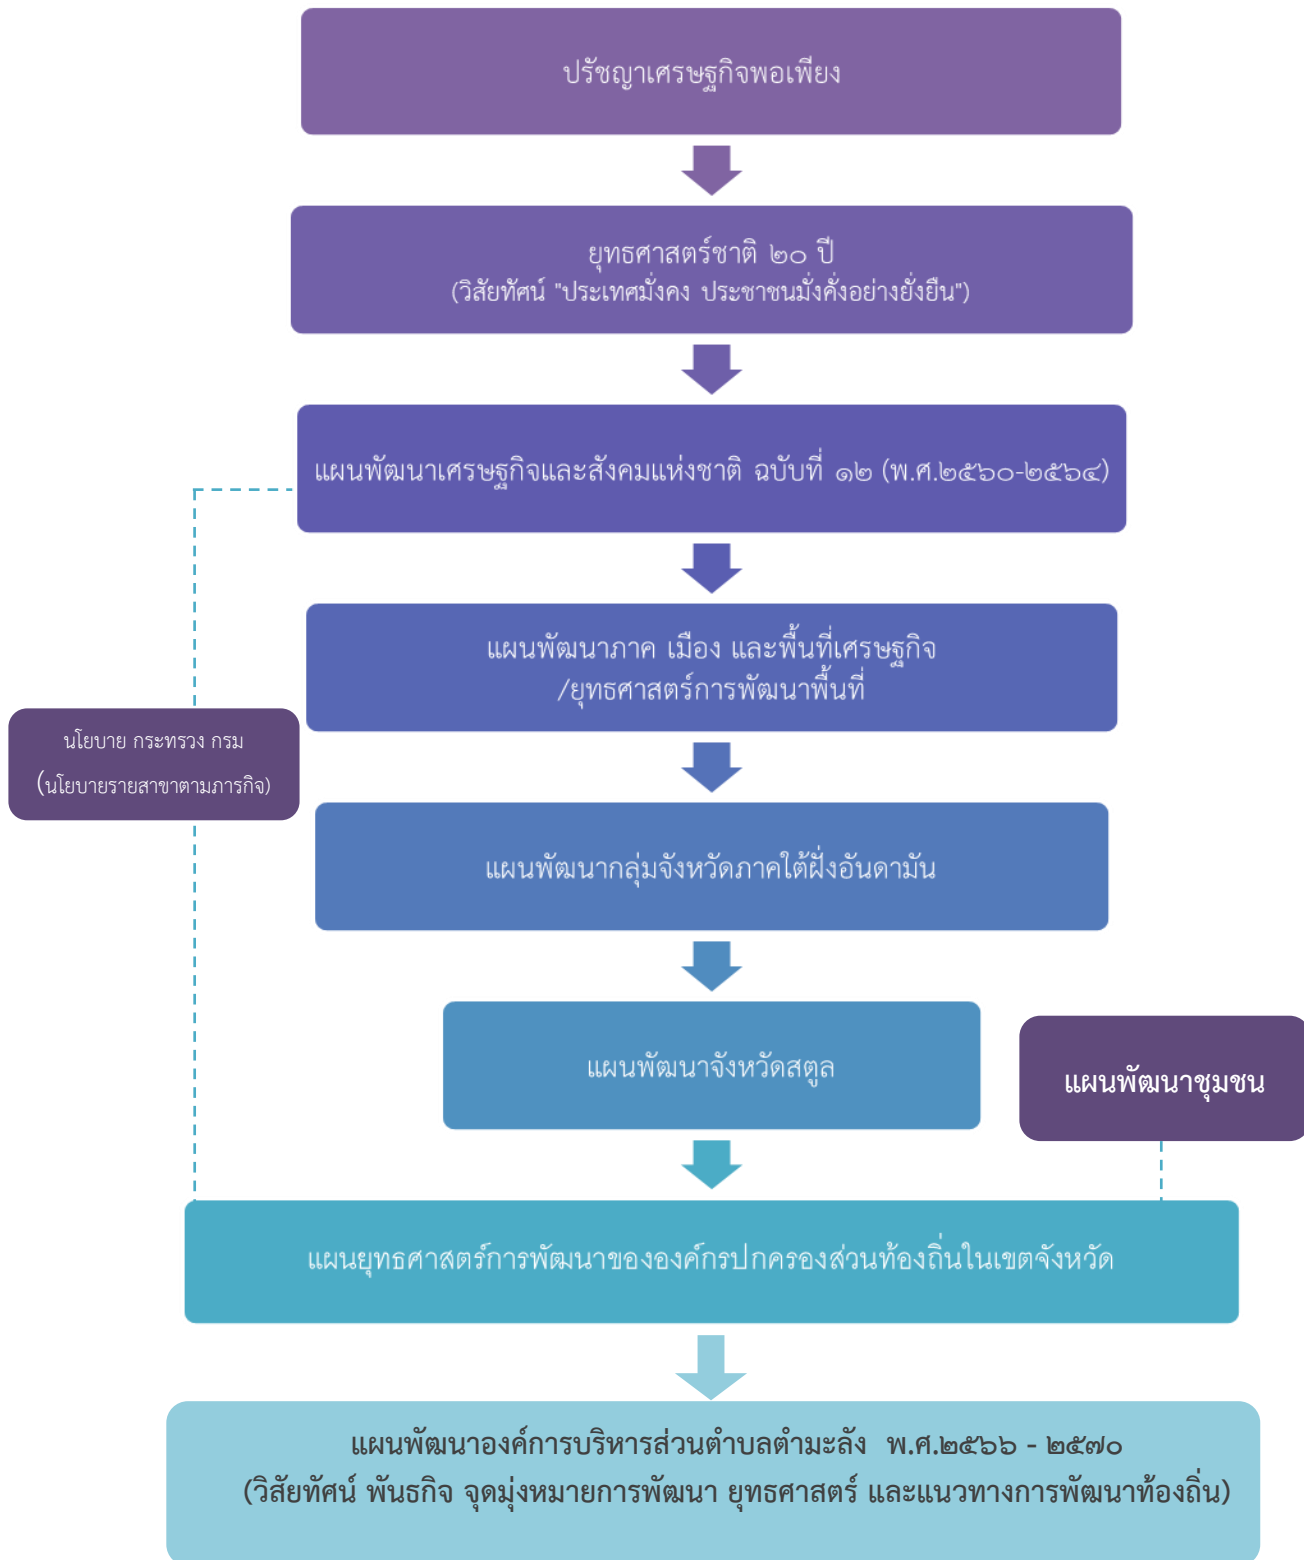 ปรัชญาเศรษฐกิจพอเพียง
ยุทธศาสตร์ชาติ ๒๐ ปี
(วิสัยทัศน์ "ประเทศมั่งคง ประชาชนมั่งคั่งอย่างยั่งยืน")
แผนพัฒนาเศรษฐกิจและสังคมแห่งชาติ ฉบับที่ ๑๒ (พ.ศ.๒๕๖๐-๒๕๖๔)
แผนพัฒนาภาค เมือง และพื้นที่เศรษฐกิจ
/ยุทธศาสตร์การพัฒนาพื้นที่
นโยบาย กระทรวง กรม
(นโยบายรายสาขาตามภารกิจ)
แผนพัฒนากลุ่มจังหวัดภาคใต้ฝั่งอันดามัน
แผนพัฒนาจังหวัดสตูล
แผนพัฒนาชุมชน
แผนยุทธศาสตร์การพัฒนาขององค์กรปกครองส่วนท้องถิ่นในเขตจังหวัด
แผนพัฒนาองค์การบริหารส่วนตำบลตำมะลัง พ.ศ.๒๕๖๖ - ๒๕๗๐
(วิสัยทัศน์ พันธกิจ จุดมุ่งหมายการพัฒนา ยุทธศาสตร์ และแนวทางการพัฒนาท้องถิ่น)